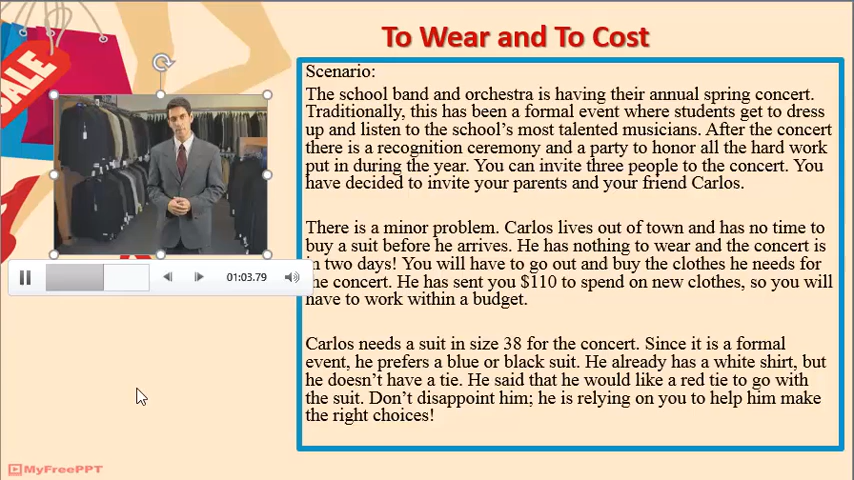 To Wear and To Cost
SALE
Scenario:
The school band and orchestra is having their annual spring concert.
Traditionally, this has been a formal event where students get to dress
up and listen to the school's most talented musicians. After the concert
there is a recognition ceremony and a party to honor all the hard work
put in during the year. You can invite three people to the concert. You
have decided to invite your parents and your friend Carlos.
There is a minor problem. Carlos lives out of town and has no time to
buy a suit before he arrives. He has nothing to wear and the concert is
in two days! You will have to go out and buy the clothes he needs for
the concert. He has sent you $110 to spend on new clothes, so you will
have to work within a budget.
Carlos needs a suit in size 38 for the concert. Since it is a formal
event, he prefers a blue or black suit. He already has a white shirt, but
he doesn't have a tie. He said that he would like a red tie to go with
the suit. Don't disappoint him; he is relying on you to help him make
the right choices!
01:03.79
MyFreePPT